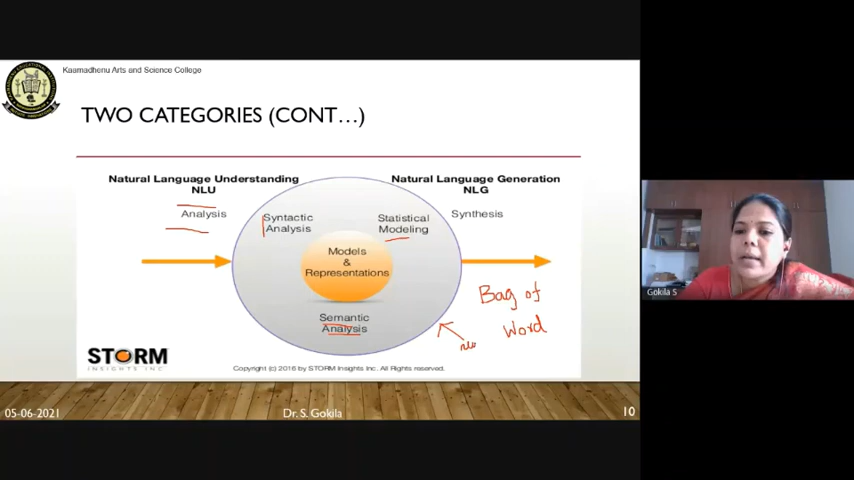 Kaamadhenu Arts and Science College
TWO CATEGORIES (CONT...)
Natural Language Understanding
NLU
Natural Language Generation
NLG
Analysis
Syntactic
Analysis
Statistical
Modeling
Synthesis
Models
&
Representations
Semantic
Analysis
Bag of
Word
STORM
INSIGHTS INC
Copyright (c) 2016 by STORM Insights Inc. All Rights reserved.
05-06-2021
Dr. S. Gokila
10
Gokila S